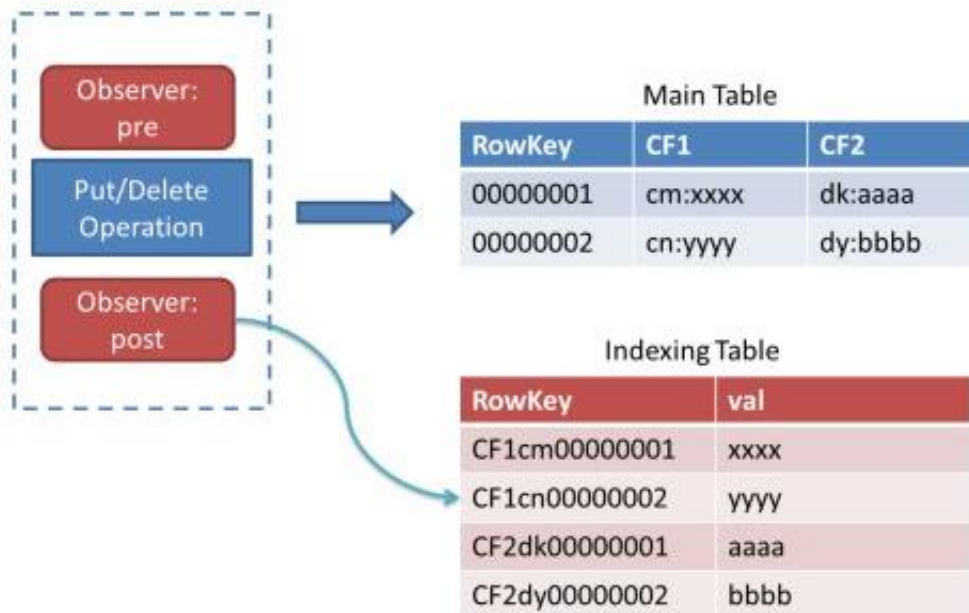 Observer:
pre
Put/Delete
Operation
Observer:
post
Main Table
RowKey CF1 CF2
00000001 cm:xxxx dk:aaaa
00000002 cn:yyyy dy:bbbb
Indexing Table
RowKey val
CF1cm00000001 xxxx
CF1cn00000002 yyyy
CF2dk00000001 aaaa
CF2dy00000002 bbbb